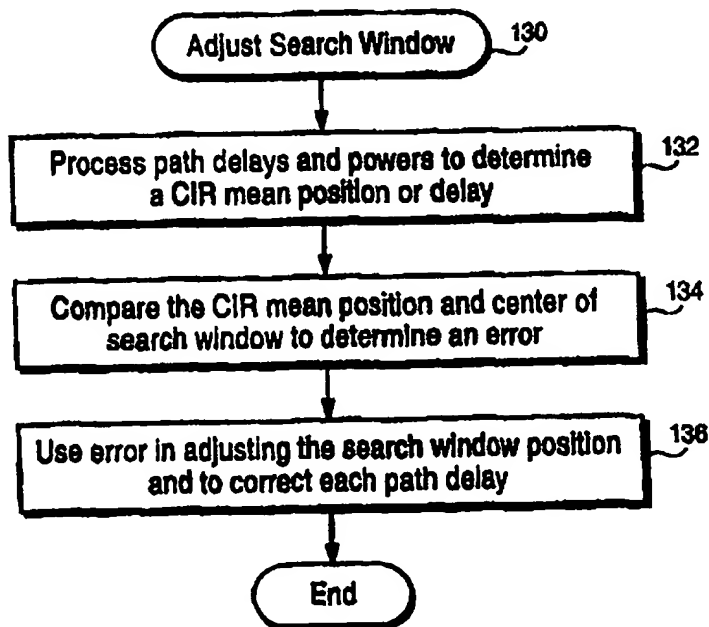 Adjust Search Window
130
Process path delays and powers to determine
a CIR mean position or delay
132
Compare the CIR mean position and center of
search window to determine an error
134
Use error in adjusting the search window position
and to correct each path delay
136
End